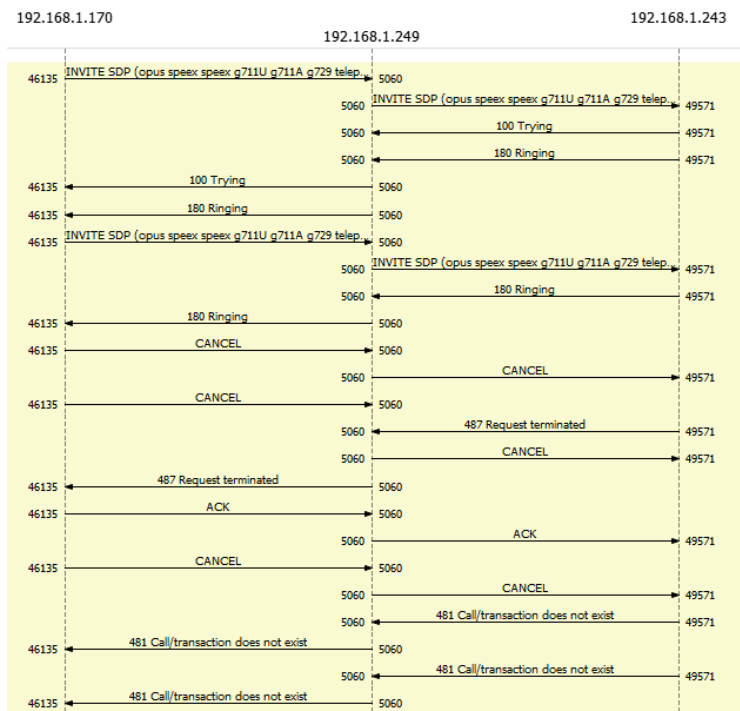 192.168.1.170 192.168.1.243
192.168.1.249
INVITE SDP (opus speex speex g711U g711A g729 telep...
46135 5060
INVITE SDP (opus speex speex g711U g711A g729 telep...
5060 49571
100 Trying
5060 49571
180 Ringing
5060 49571
100 Trying
46135 5060
180 Ringing
46135 5060
INVITE SDP (opus speex speex g711U g711A g729 telep...
46135 5060
INVITE SDP (opus speex speex g711U g711A g729 telep...
5060 49571
180 Ringing
5060 49571
180 Ringing
46135 5060
CANCEL
46135 5060
CANCEL
5060 49571
CANCEL
46135 5060
487 Request terminated
5060 49571
CANCEL
5060 49571
487 Request terminated
46135 5060
ACK
46135 5060
ACK
5060 49571
CANCEL
46135 5060
CANCEL
5060 49571
481 Call/transaction does not exist
5060 49571
481 Call/transaction does not exist
46135 5060
481 Call/transaction does not exist
5060 49571
481 Call/transaction does not exist
46135 5060